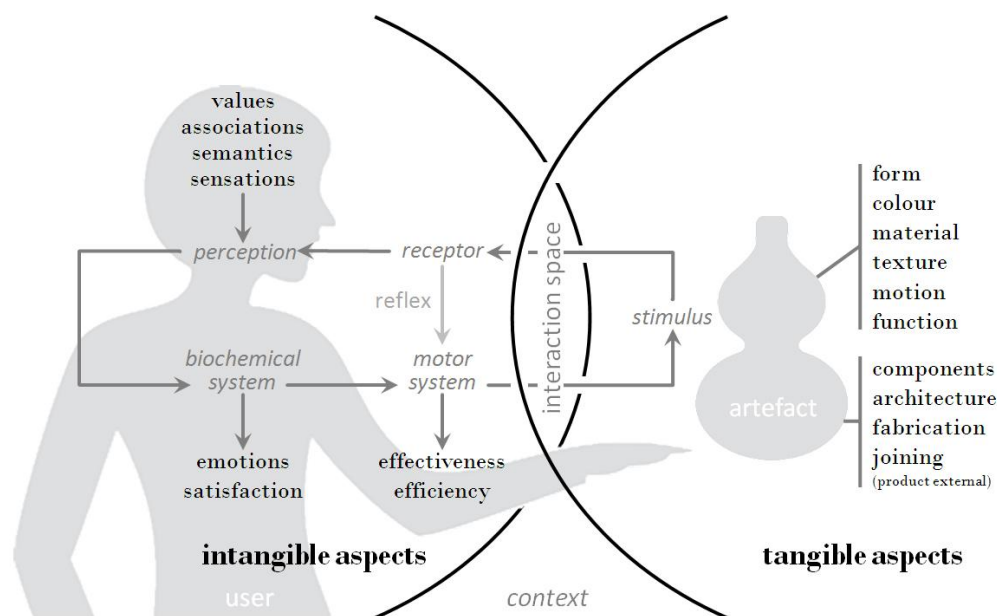 values
associations
semantics
sensations
perception
receptor
reflex
biochemical
system
motor
system
emotions
satisfaction
effectiveness
efficiency
intangible aspects
user
interaction space
context
stimulus
artefact
form
colour
material
texture
motion
function
components
architecture
fabrication
joining
(product external)
tangible aspects